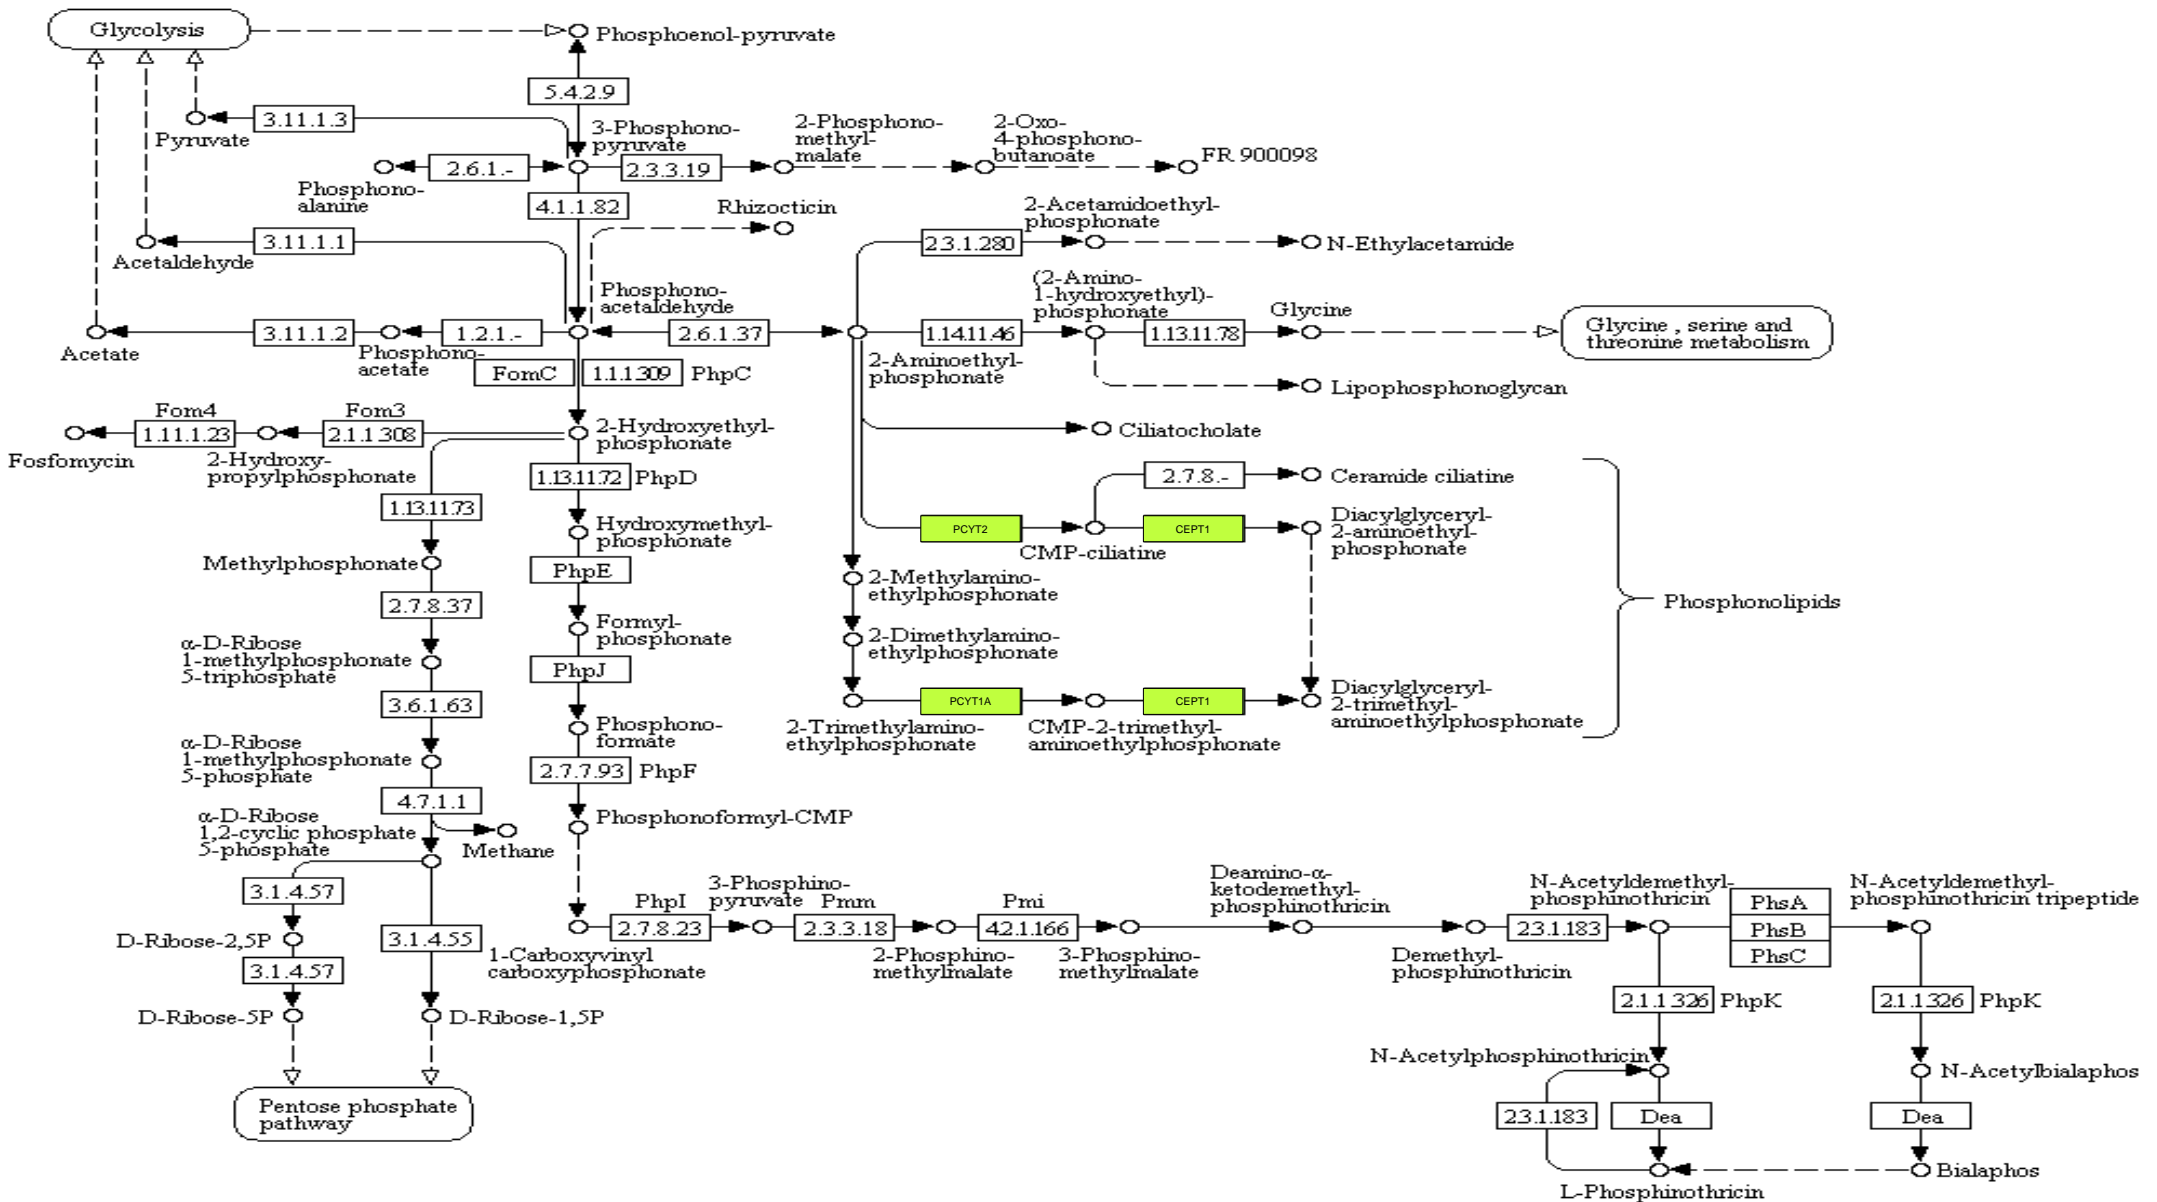 Glycolysis
Phosphoenol-pyruvate
5.4.2.9
3.11.1.3
Pyruvate
3-Phosphono-
pyruvate
2-Phosphono-
methyl-
malate
2-Oxo-
4-phosphono-
butanoate
FR 900098
2.6.1.-
2.3.3.19
Phosphono-
alanine
4.1.1.82
Rhizocticin
3.11.1.1
Acetaldehyde
2-Acetamidoethyl-
phosphonate
2.3.1.280
N-Ethylacetamide
Phosphono-
acetaldehyde
(2-Amino-
1-hydroxyethyl)-
phosphonate
Glycine
3.11.1.2
1.2.1.-
2.6.1.37
1.14.11.46
1.13.11.78
Glycine , serine and
threonine metabolism
Acetate
Phosphono-
acetate
FomC
1.1.1.309
PhpC
2-Aminoethyl-
phosphonate
Lipophosphonoglycan
Fom4
Fom3
1.11.1.23
2.1.1.308
2-Hydroxyethyl-
phosphonate
Ciliatocholate
Fosfomycin
2-Hydroxy-
propylphosphonate
1.13.11.72
PhpD
2.7.8.-
Ceramide ciliatine
1.13.11.73
Hydroxymethyl-
phosphonate
PCYT2
CEPT1
CMP-ciliatine
Diacylglyceryl-
2-aminoethyl-
phosphonate
Methylphosphonate
PhpE
2-Methylamino-
ethylphosphonate
2.7.8.37
Formyl-
phosphonate
Phosphonolipids
α-D-Ribose
1-methylphosphonate
5-triphosphate
PhpJ
2-Dimethylamino-
ethylphosphonate
3.6.1.63
PCYT1A
CEPT1
Diacylglyceryl-
2-trimethyl-
aminoethylphosphonate
Phosphono-
formate
2-Trimethylamino-
ethylphosphonate
CMP-2-trimethyl-
aminoethylphosphonate
α-D-Ribose
1-methylphosphonate
5-phosphate
2.7.7.93
PhpF
4.7.1.1
α-D-Ribose
1,2-cyclic phosphate
5-phosphate
Methane
Phosphonoformyl-CMP
3.1.4.57
PhpI
3-Phosphino-
pyruvate
Pmm
Pmi
Deamino-α-
ketodemethyl-
phosphinothricin
N-Acetyldemethyl-
phosphinothricin
PhsA
PhsB
PhsC
N-Acetyldemethyl-
phosphinothricin tripeptide
D-Ribose-2,5P
3.1.4.55
2.7.8.23
2.3.3.18
4.2.1.166
2.3.1.183
3.1.4.57
1-Carboxyvinyl
carboxyphosphonate
2-Phosphino-
methylmalate
3-Phosphino-
methylmalate
Demethyl-
phosphinothricin
D-Ribose-5P
D-Ribose-1,5P
2.1.1.326
PhpK
2.1.1.326
PhpK
N-Acetylphosphinothricin
N-Acetylbialaphos
Pentose phosphate
pathway
2.3.1.183
Dea
Dea
Bialaphos
L-Phosphinothricin